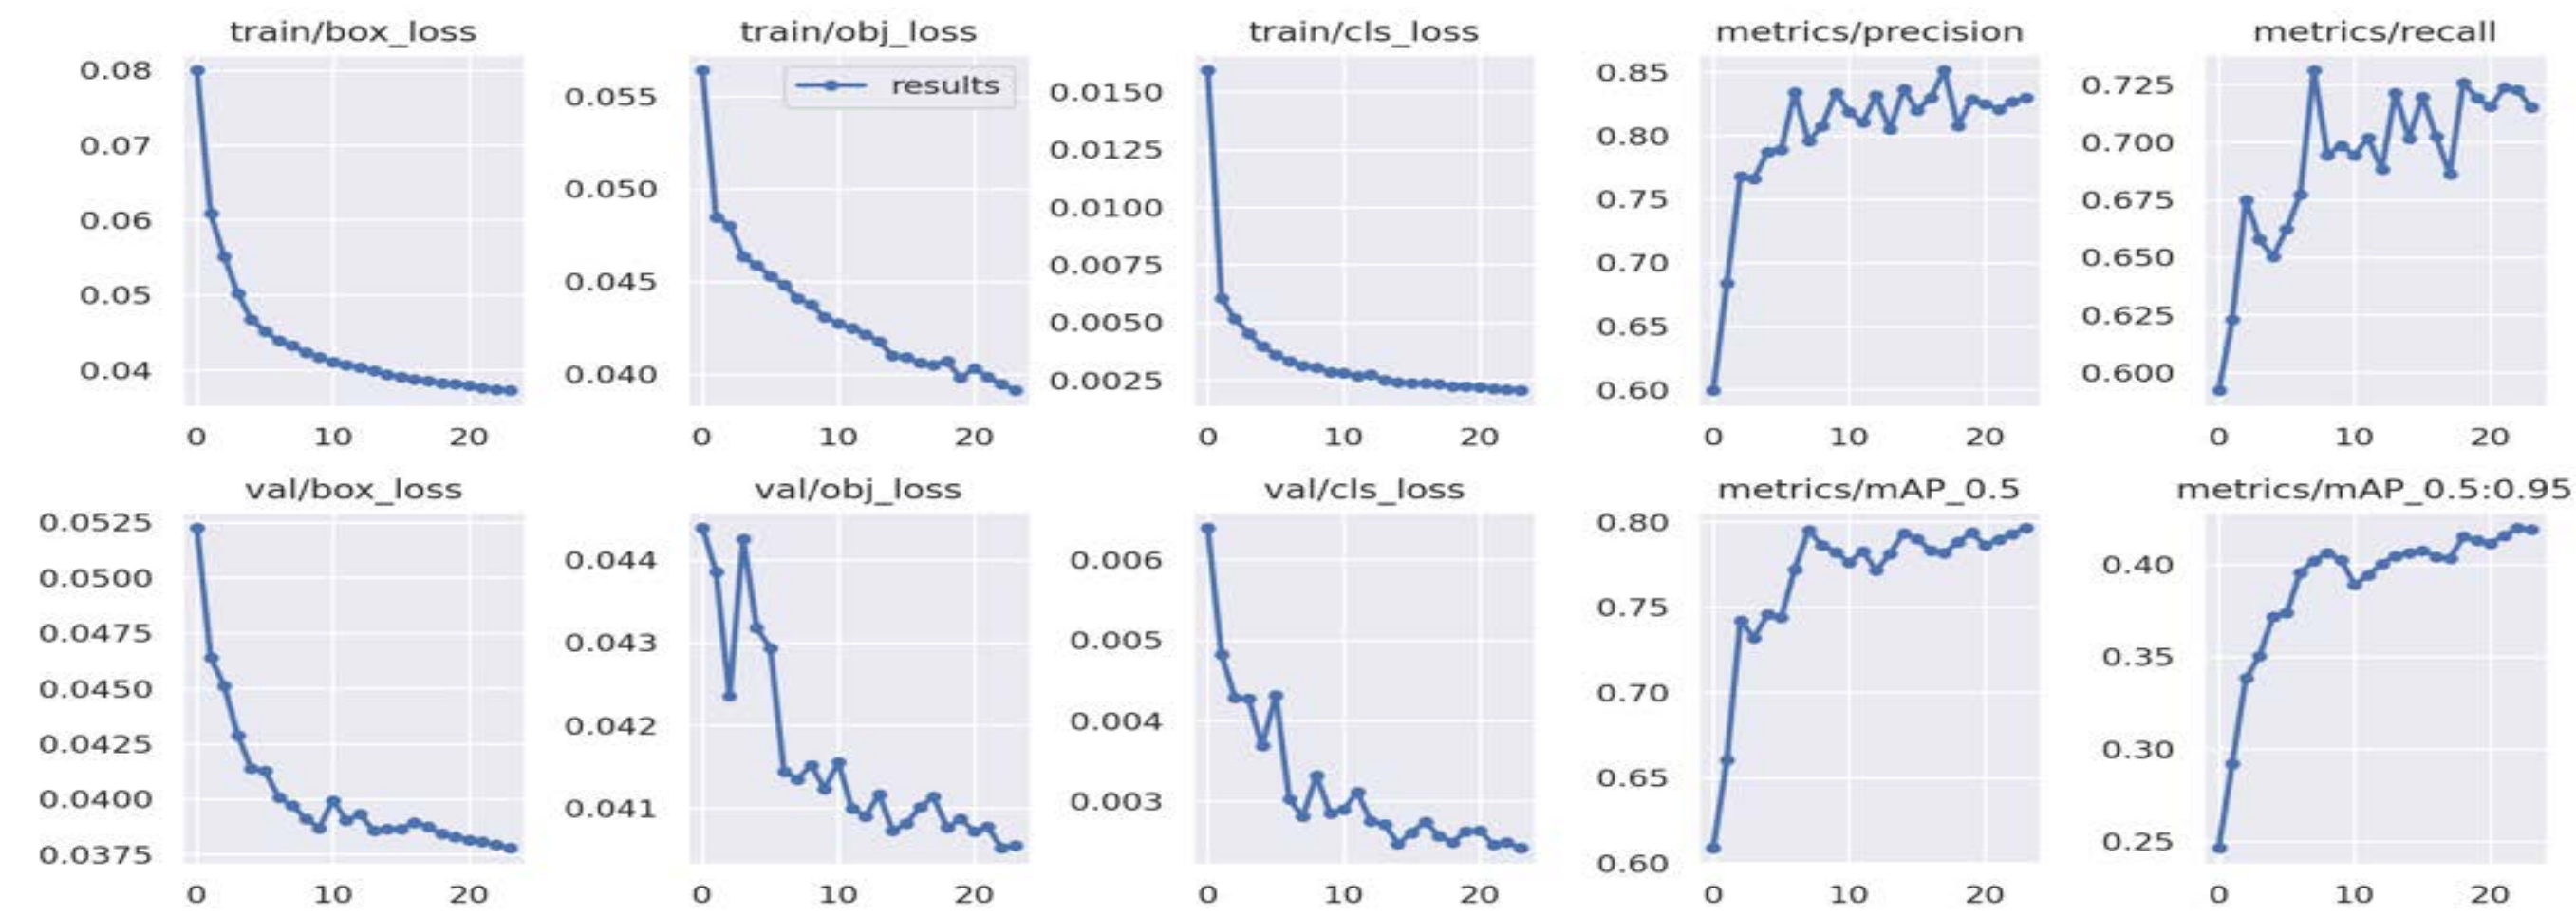 train/box_loss
0.08
0.07
0.06
0.05
0.04
0 10 20
train/obj_loss
results
0.055
0.050
0.045
0.040
0 10 20
train/cls_loss
0.0150
0.0125
0.0100
0.0075
0.0050
0.0025
0 10 20
metrics/precision
0.85
0.80
0.75
0.70
0.65
0.60
0 10 20
metrics/recall
0.725
0.700
0.675
0.650
0.625
0.600
0 10 20
val/box_loss
0.0525
0.0500
0.0475
0.0450
0.0425
0.0400
0.0375
0 10 20
val/obj_loss
0.044
0.043
0.042
0.041
0 10 20
val/cls_loss
0.006
0.005
0.004
0.003
0 10 20
metrics/mAP_0.5
0.80
0.75
0.70
0.65
0.60
0 10 20
metrics/mAP_0.5:0.95
0.40
0.35
0.30
0.25
0 10 20